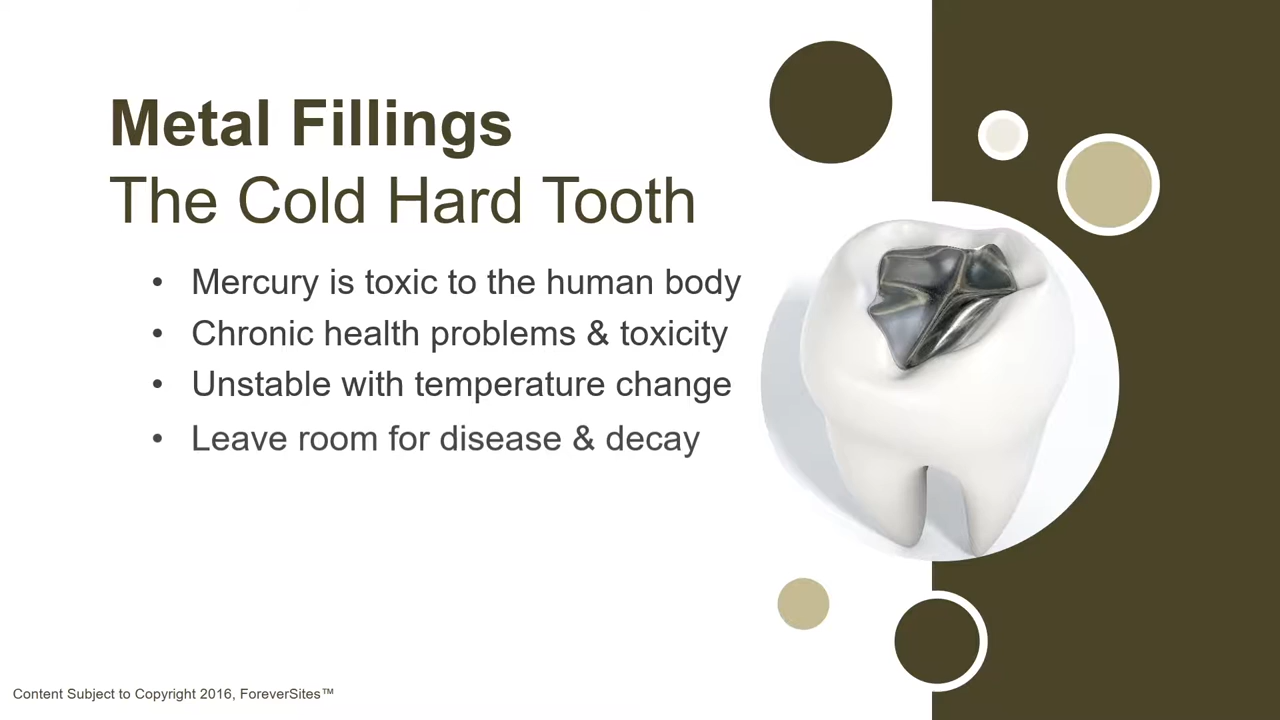 Metal Fillings
The Cold Hard Tooth
• Mercury is toxic to the human body
• Chronic health problems & toxicity
• Unstable with temperature change
• Leave room for disease & decay
Content Subject to Copyright 2016, ForeverSites™